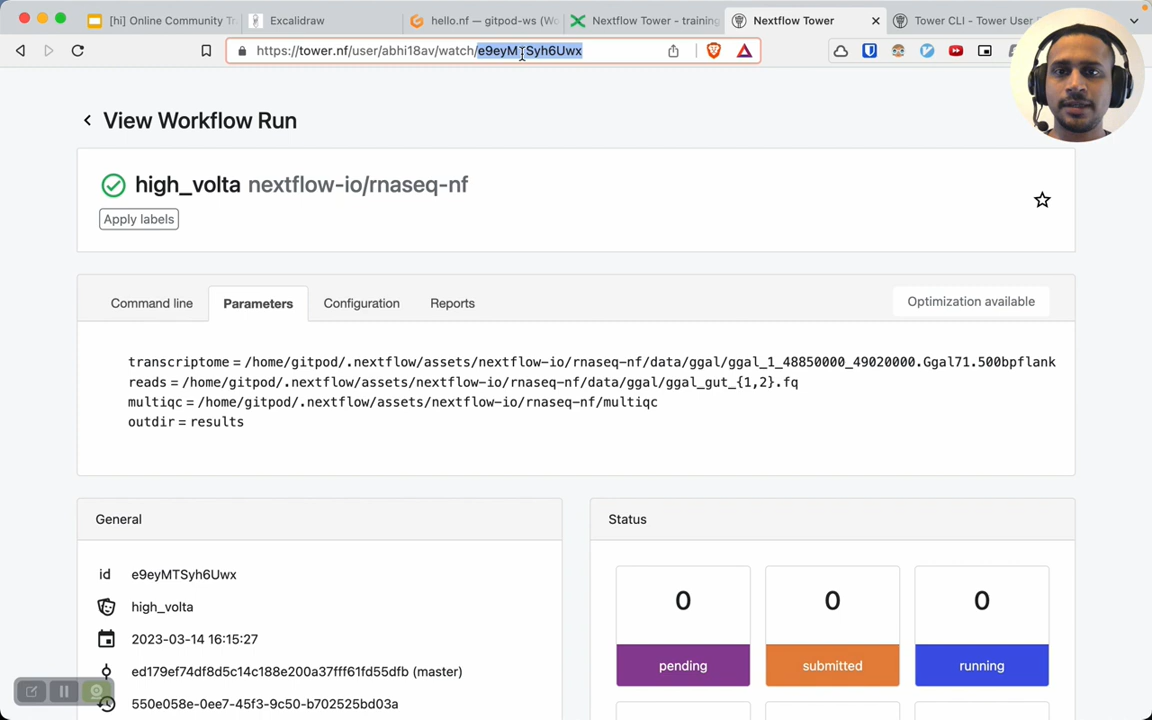 [hi] Online Community Tr
Excalidraw
hello.nf — gitpod-ws (Wo
Nextflow Tower - training
Nextflow Tower
Tower CLI - Tower User
https://tower.nf/user/abhi18av/watch/e9eyMTSyh6Uwx
View Workflow Run
high_volta nextflow-io/rnaseq-nf
Apply labels
Command line
Parameters
Configuration
Reports
Optimization available
transcriptome = /home/gitpod/.nextflow/assets/nextflow-io/rnaseq-nf/data/ggal/ggal_1_48850000_49020000.Ggal71.500bpflank
reads = /home/gitpod/.nextflow/assets/nextflow-io/rnaseq-nf/data/ggal/ggal_gut_{1,2}.fq
multiqc = /home/gitpod/.nextflow/assets/nextflow-io/rnaseq-nf/multiqc
outdir = results
General
id e9eyMTSyh6Uwx
high_volta
2023-03-14 16:15:27
ed179ef74df8d5c14c188e200a37fff61fd55dfb (master)
550e058e-0ee7-45f3-9c50-b702525bd03a
Status
0
0
0
pending
submitted
running